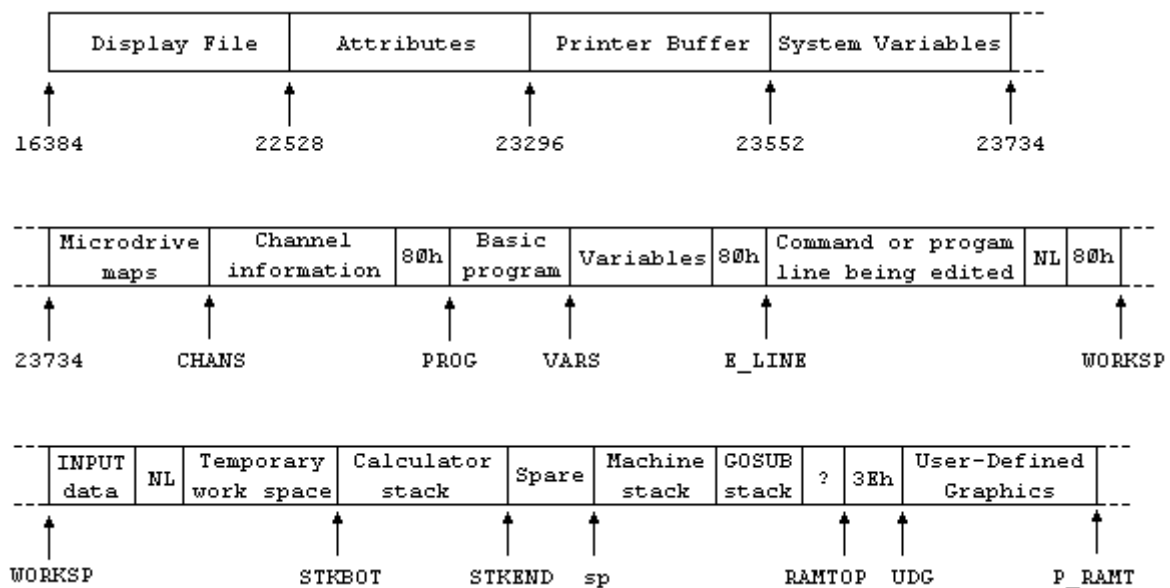 Display File Attributes Printer Buffer System Variables
16384 22528 23296 23552 23734
Microdrive maps
Channel information
80h
Basic program
Variables
80h
Command or progam line being edited
NL
80h
23734 CHANS PROG VARS E_LINE WORKSP
INPUT data
NL
Temporary work space
Calculator stack
Spare
Machine stack
GOSUB stack
?
3Eh
User-Defined Graphics
WORKSP STKBOT STKEND sp RAMTOP UDG P_RAMT